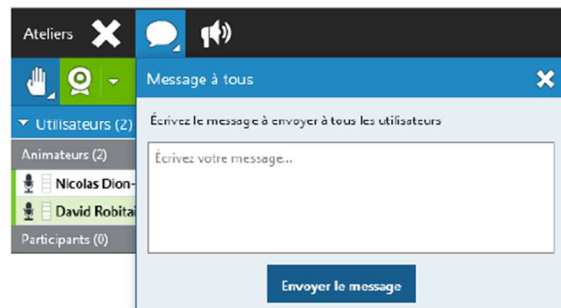 Ateliers
Message à tous
Utilisateurs (2)
Écrivez le message à envoyer à tous les utilisateurs
Animateurs (2)
Écrivez votre message...
Nicolas Dion-
David Robitai
Participants (0)
Envoyer le message